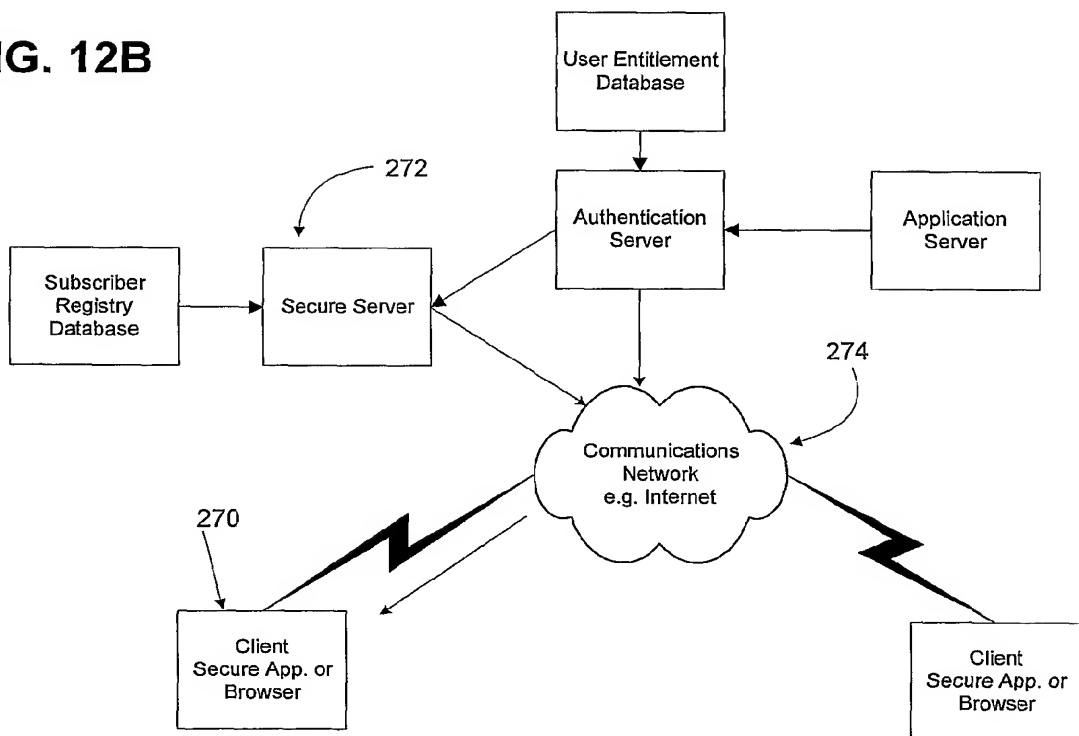 IG. 12B
User Entitlement
Database
272
Authentication
Server
Application
Server
Subscriber
Registry
Database
Secure Server
274
Communications
Network
e.g. Internet
270
Client
Secure App. or
Browser
Client
Secure App. or
Browser